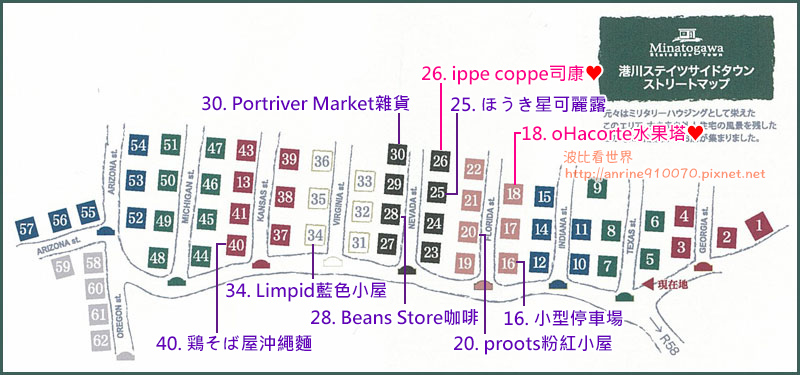 Minatogawa
StateSide Town
港川ステイツサイドタウン
ストリートマップ
元々はミリタリーハウジングとして栄えた
住宅の風景を残した
が集まりました。
波比看世界
http://anrine910070.pixnet.net
26. ippe coppe司康♥
30. Portriver Market雜貨
25. ほうき星可麗露
18. oHacorte水果塔♥
54 51 47 43 39 36 33 30 26 22 18 15 9
53 50 46 41 38 35 29 25 21 17 14 11 8 6 4
57 56 55 52 49 45 40 37 34 32 28 24 20 16 12 10 7 5 3 2 1
48 44 31 27 23 19
59 58
60
61
62
ARIZONA st.
ARIZONA st.
OREGON st.
MICHIGAN st.
KANSAS st.
VIRGINIA st.
NEVADA st.
FLORIDA st.
INDIANA st.
TEXAS st.
GEORGIA st.
現在地
R58
34. Limpid藍色小屋
28. Beans Store咖啡
16. 小型停車場
40. 鶏そば屋沖繩麵
20. proots粉紅小屋